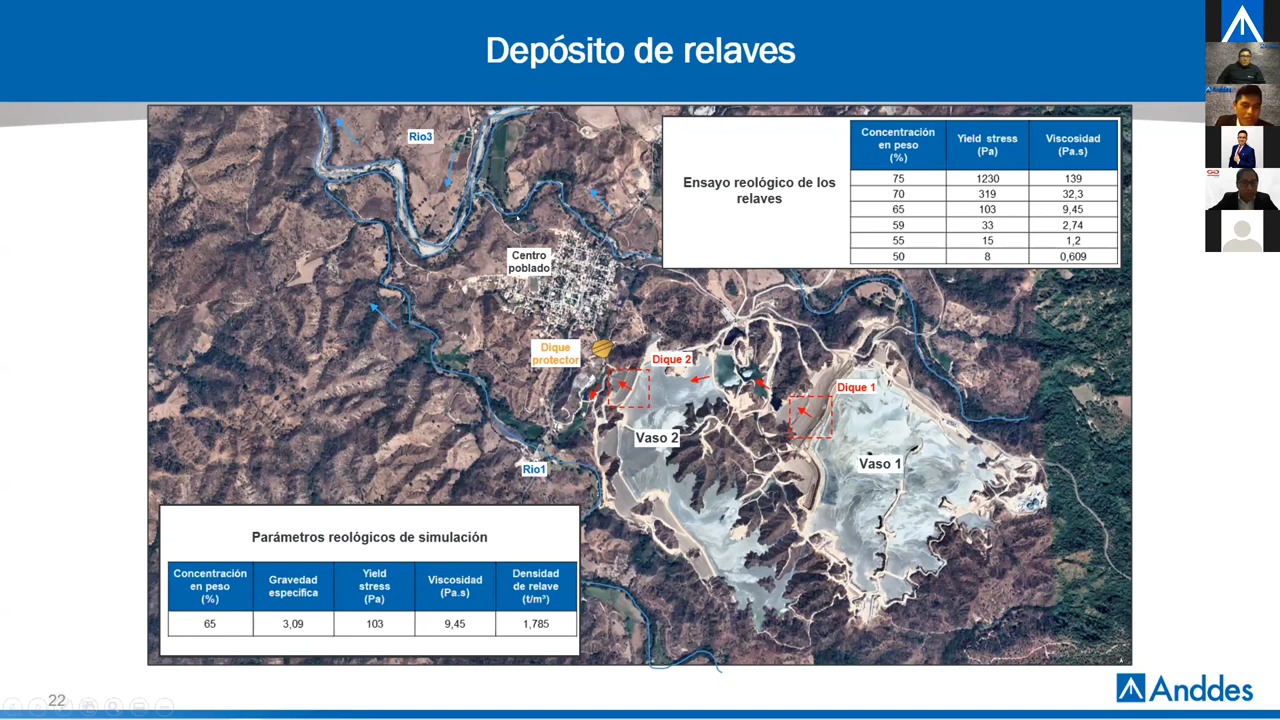 Depósito de relaves
Rio3
Centro
poblado
Dique
protector
Dique 2
Dique 1
Vaso 2
Vaso 1
Rio1
Ensayo reológico de los
relaves
Concentración en peso (%) Yield stress (Pa) Viscosidad (Pa.s)
75 1230 139
70 319 32,3
65 103 9,45
59 33 2,74
55 15 1,2
50 8 0,609
Parámetros reológicos de simulación
Concentración en peso (%) Gravedad específica Yield stress (Pa) Viscosidad (Pa.s) Densidad de relave (t/m³)
65 3,09 103 9,45 1,785
22
Anddes
Anddes